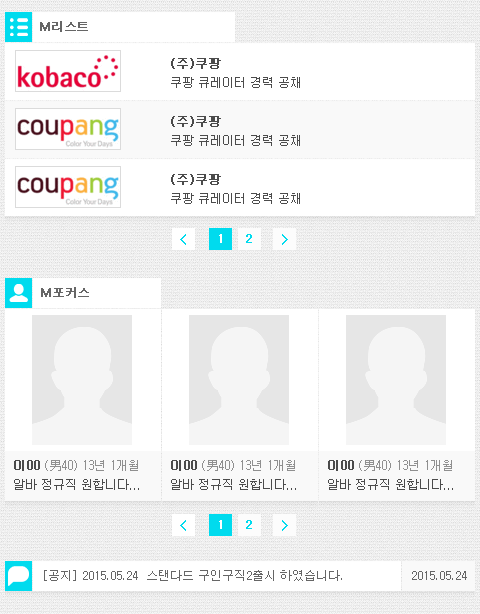 M리스트
kobaco
(주)쿠팡
쿠팡 큐레이터 경력 공채
coupang
Color Your Days
(주)쿠팡
쿠팡 큐레이터 경력 공채
coupang
Color Your Days
(주)쿠팡
쿠팡 큐레이터 경력 공채
1 2
M포커스
이00 (男40) 13년 1개월
알바 정규직 원합니다...
이00 (男40) 13년 1개월
알바 정규직 원합니다...
이00 (男40) 13년 1개월
알바 정규직 원합니다...
1 2
[공지] 2015.05.24 스탠다드 구인구직2출시 하였습니다. 2015.05.24